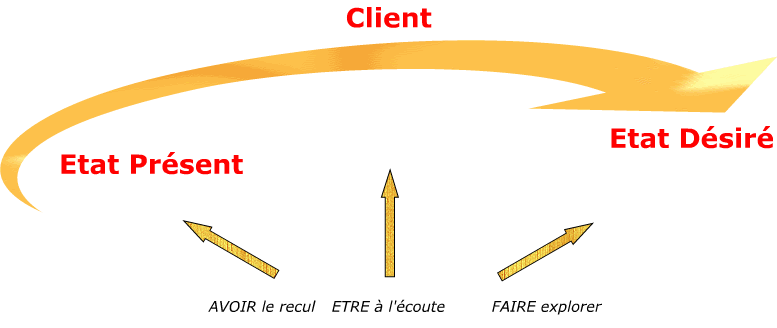 Client
Etat Présent
Etat Désiré
AVOIR le recul
ETRE à l'écoute
FAIRE explorer